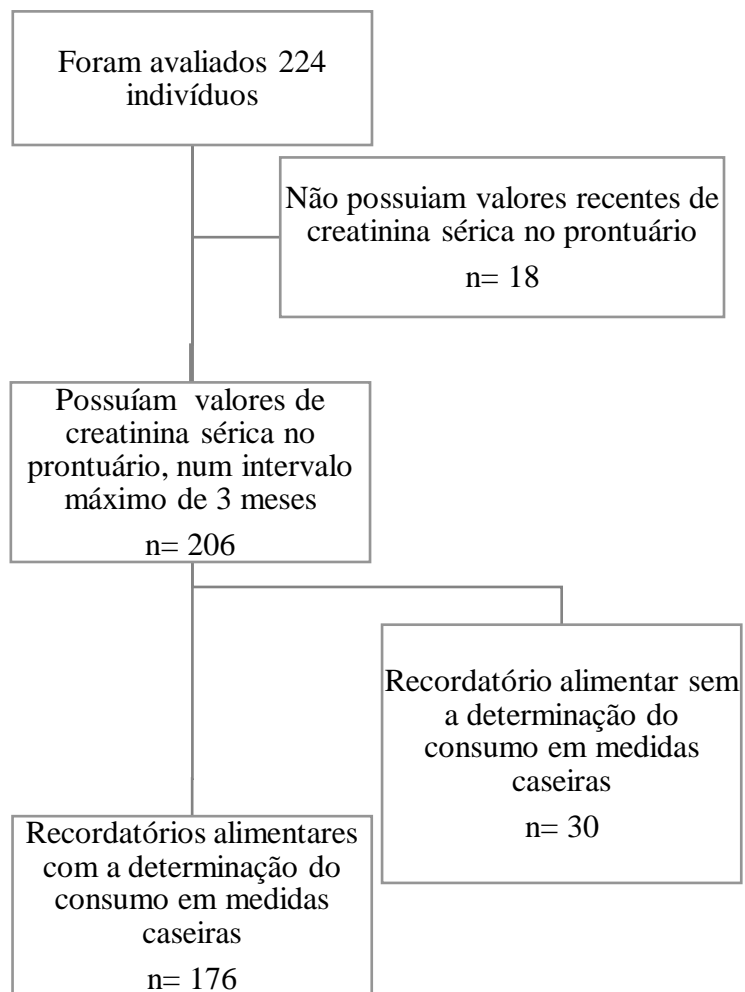 Foram avaliados 224
indivíduos
Não possuiam valores recentes de
creatinina sérica no prontuário
n= 18
Possuíam valores de
creatinina sérica no
prontuário, num intervalo
máximo de 3 meses
n= 206
Recordatório alimentar sem
a determinação do
consumo em medidas
caseiras
n= 30
Recordatórios alimentares
com a determinação do
consumo em medidas
caseiras
n= 176